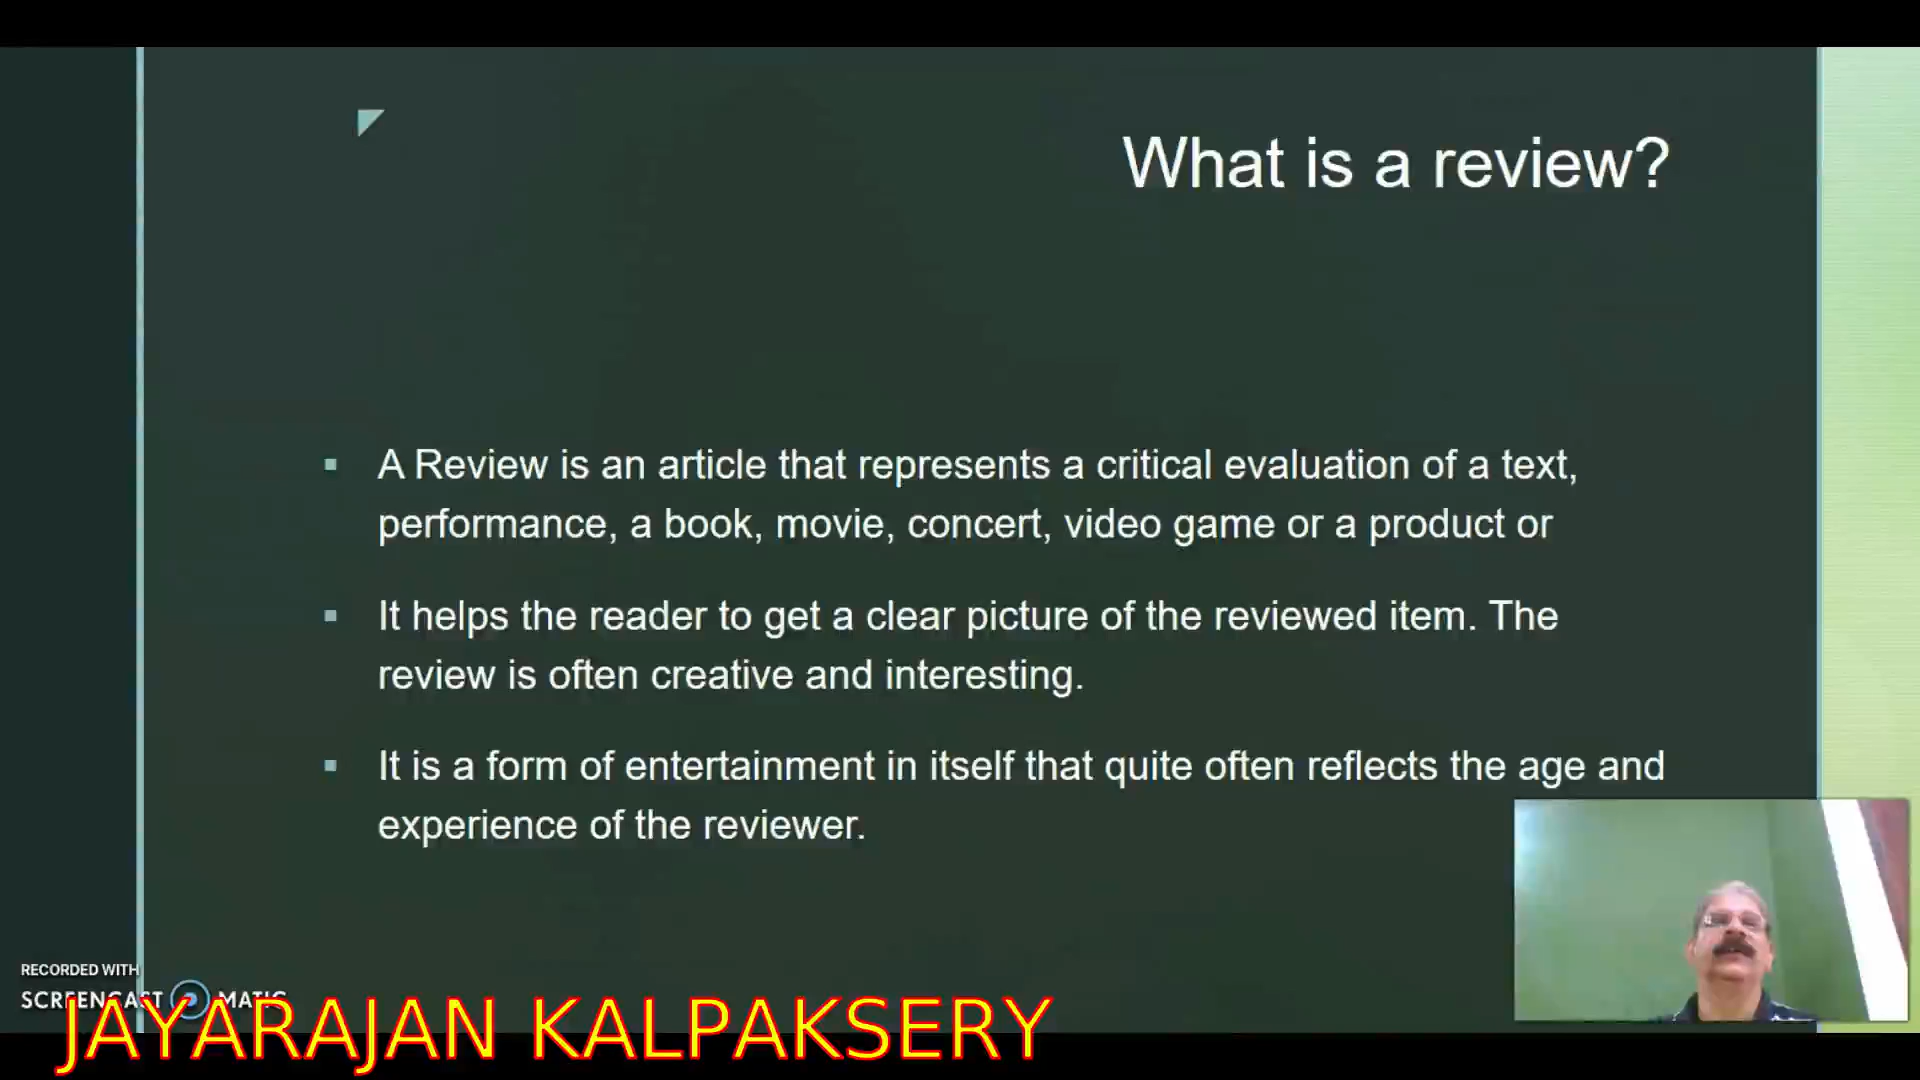 What is a review?
▪ A Review is an article that represents a critical evaluation of a text,
performance, a book, movie, concert, video game or a product or
▪ It helps the reader to get a clear picture of the reviewed item. The
review is often creative and interesting.
▪ It is a form of entertainment in itself that quite often reflects the age and
experience of the reviewer.
RECORDED WITH
SCREENCAST MATIC
JAYARAJAN KALPAKSERY